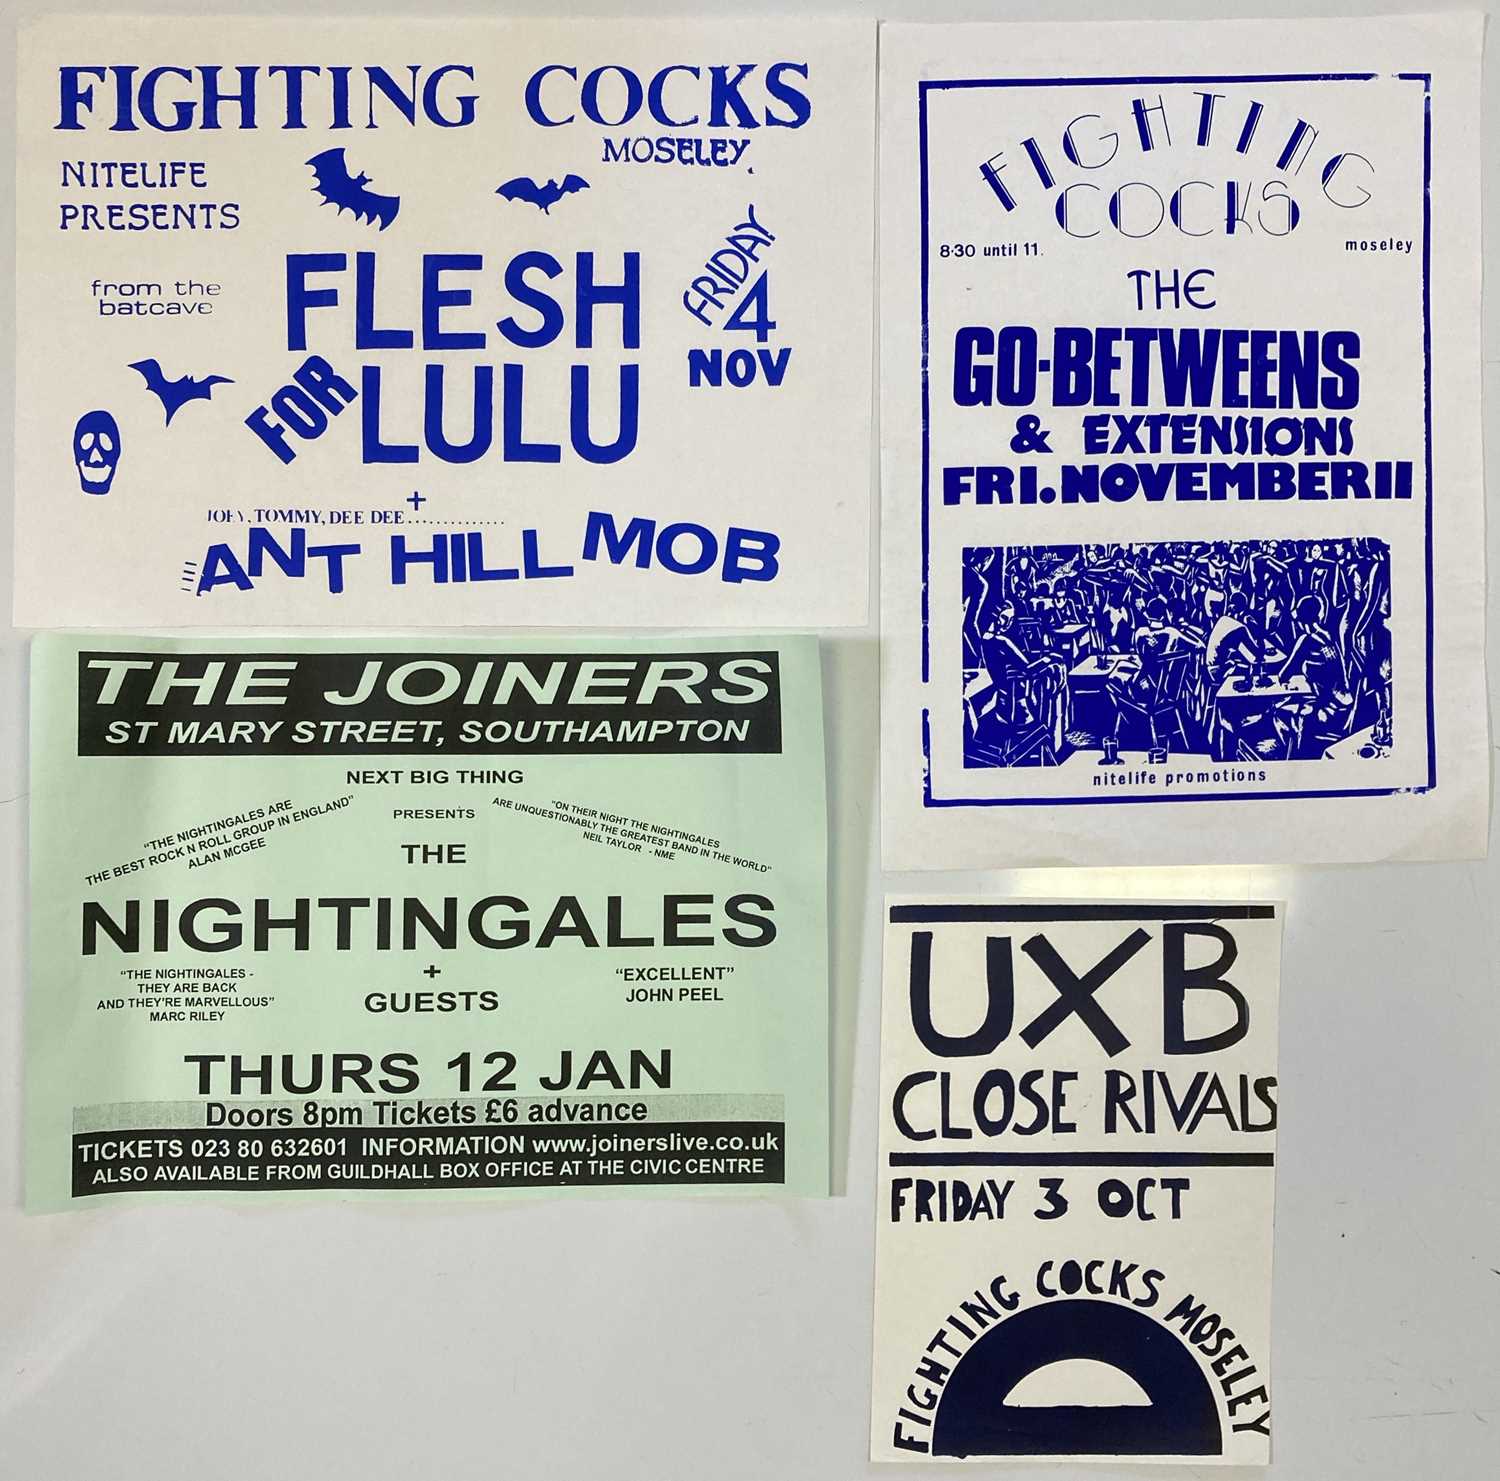 FIGHTING COCKS
MOSELEY
NITELIFE
PRESENTS
from the
batcave
FLESH
FOR
LULU
FRIDAY
4
NOV
+
JOEY, TOMMY, DEE DEE..............
ANT HILL MOB
FIGHTING
COCKS
8·30 until 11.
moseley
THE
GO-BETWEENS
& EXTENSIONS
FRI. NOVEMBER 11
nitelife promotions
THE JOINERS
ST MARY STREET, SOUTHAMPTON
NEXT BIG THING
PRESENTS
"THE NIGHTINGALES ARE
THE BEST ROCK N ROLL GROUP IN ENGLAND"
ALAN MCGEE
"ON THEIR NIGHT THE NIGHTINGALES
ARE UNQUESTIONABLY THE GREATEST BAND IN THE WORLD"
NEIL TAYLOR - NME
THE
NIGHTINGALES
+
GUESTS
"THE NIGHTINGALES -
THEY ARE BACK
AND THEY'RE MARVELLOUS"
MARC RILEY
"EXCELLENT"
JOHN PEEL
THURS 12 JAN
Doors 8pm Tickets £6 advance
TICKETS 023 80 632601 INFORMATION www.joinerslive.co.uk
ALSO AVAILABLE FROM GUILDHALL BOX OFFICE AT THE CIVIC CENTRE
UXB
CLOSE RIVALS
FRIDAY 3 OCT
FIGHTING COCKS MOSELEY